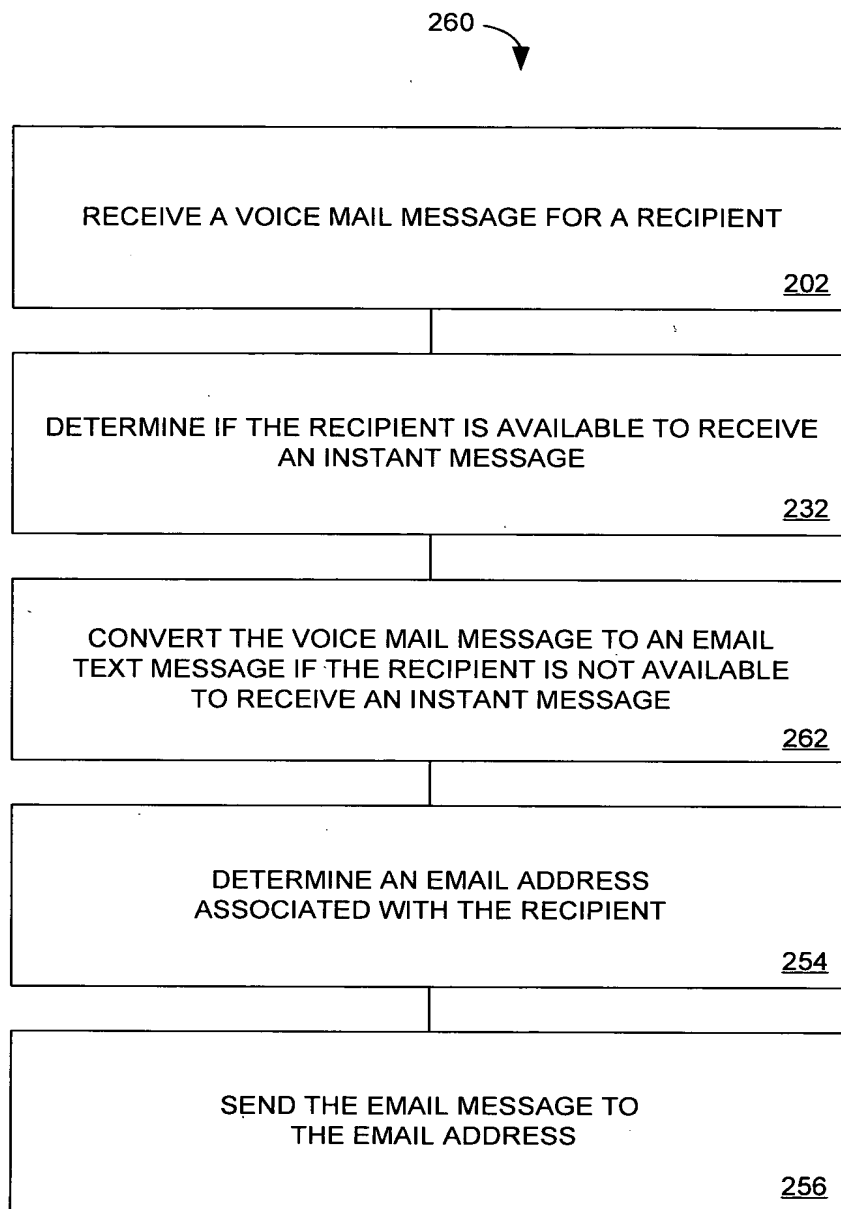 260
RECEIVE A VOICE MAIL MESSAGE FOR A RECIPIENT
202
DETERMINE IF THE RECIPIENT IS AVAILABLE TO RECEIVE
AN INSTANT MESSAGE
232
CONVERT THE VOICE MAIL MESSAGE TO AN EMAIL
TEXT MESSAGE IF THE RECIPIENT IS NOT AVAILABLE
TO RECEIVE AN INSTANT MESSAGE
262
DETERMINE AN EMAIL ADDRESS
ASSOCIATED WITH THE RECIPIENT
254
SEND THE EMAIL MESSAGE TO
THE EMAIL ADDRESS
256